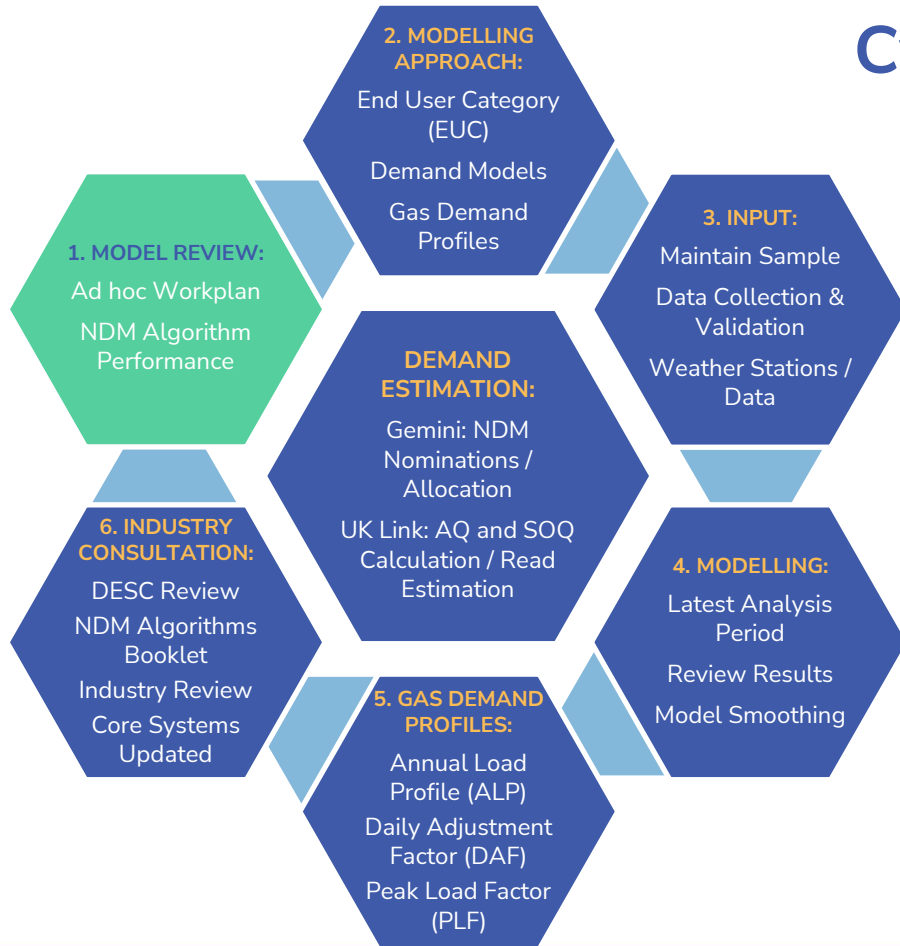 2. MODELLING
APPROACH:
End User Category
(EUC)
Demand Models
Gas Demand
Profiles
1. MODEL REVIEW:
Ad hoc Workplan
NDM Algorithm
Performance
3. INPUT:
Maintain Sample
Data Collection &
Validation
Weather Stations /
Data
DEMAND
ESTIMATION:
Gemini: NDM
Nominations /
Allocation
UK Link: AQ and SOQ
Calculation / Read
Estimation
6. INDUSTRY
CONSULTATION:
DESC Review
NDM Algorithms
Booklet
Industry Review
Core Systems
Updated
4. MODELLING:
Latest Analysis
Period
Review Results
Model Smoothing
5. GAS DEMAND
PROFILES:
Annual Load
Profile (ALP)
Daily Adjustment
Factor (DAF)
Peak Load Factor
(PLF)